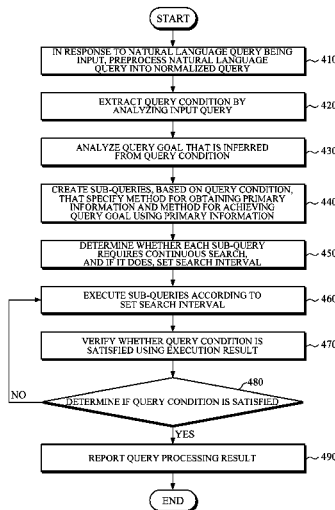 START
IN RESPONSE TO NATURAL LANGUAGE QUERY BEING
INPUT, PREPROCESS NATURAL LANGUAGE
QUERY INTO NORMALIZED QUERY
410
EXTRACT QUERY CONDITION BY
ANALYZING INPUT QUERY
420
ANALYZE QUERY GOAL THAT IS INFERRED
FROM QUERY CONDITION
430
CREATE SUB-QUERIES, BASED ON QUERY CONDITION,
THAT SPECIFY METHOD FOR OBTAINING PRIMARY
INFORMATION AND METHOD FOR ACHIEVING
QUERY GOAL USING PRIMARY INFORMATION
440
DETERMINE WHETHER EACH SUB-QUERY
REQUIRES CONTINUOUS SEARCH,
AND IF IT DOES, SET SEARCH INTERVAL
450
EXECUTE SUB-QUERIES ACCORDING TO
SET SEARCH INTERVAL
460
VERIFY WHETHER QUERY CONDITION IS
SATISFIED USING EXECUTION RESULT
470
480
NO
DETERMINE IF QUERY CONDITION IS SATISFIED
YES
REPORT QUERY PROCESSING RESULT
490
END